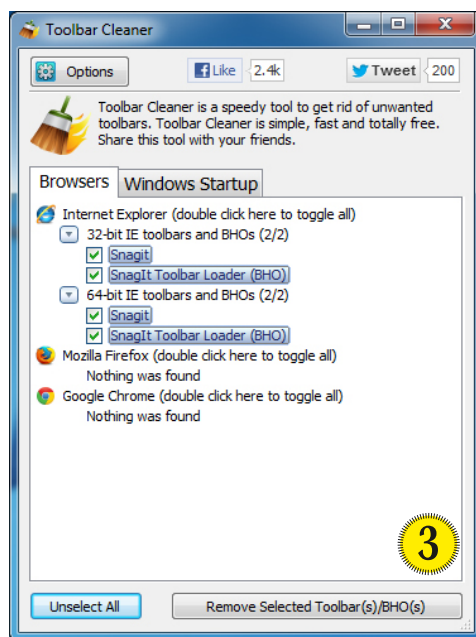 Toolbar Cleaner
Options
Like 2.4k
Tweet 200
Toolbar Cleaner is a speedy tool to get rid of unwanted
toolbars. Toolbar Cleaner is simple, fast and totally free.
Share this tool with your friends.
Browsers Windows Startup
Internet Explorer (double click here to toggle all)
32-bit IE toolbars and BHOs (2/2)
Snagit
SnagIt Toolbar Loader (BHO)
64-bit IE toolbars and BHOs (2/2)
Snagit
SnagIt Toolbar Loader (BHO)
Mozilla Firefox (double click here to toggle all)
Nothing was found
Google Chrome (double click here to toggle all)
Nothing was found
3
Unselect All Remove Selected Toolbar(s)/BHO(s)